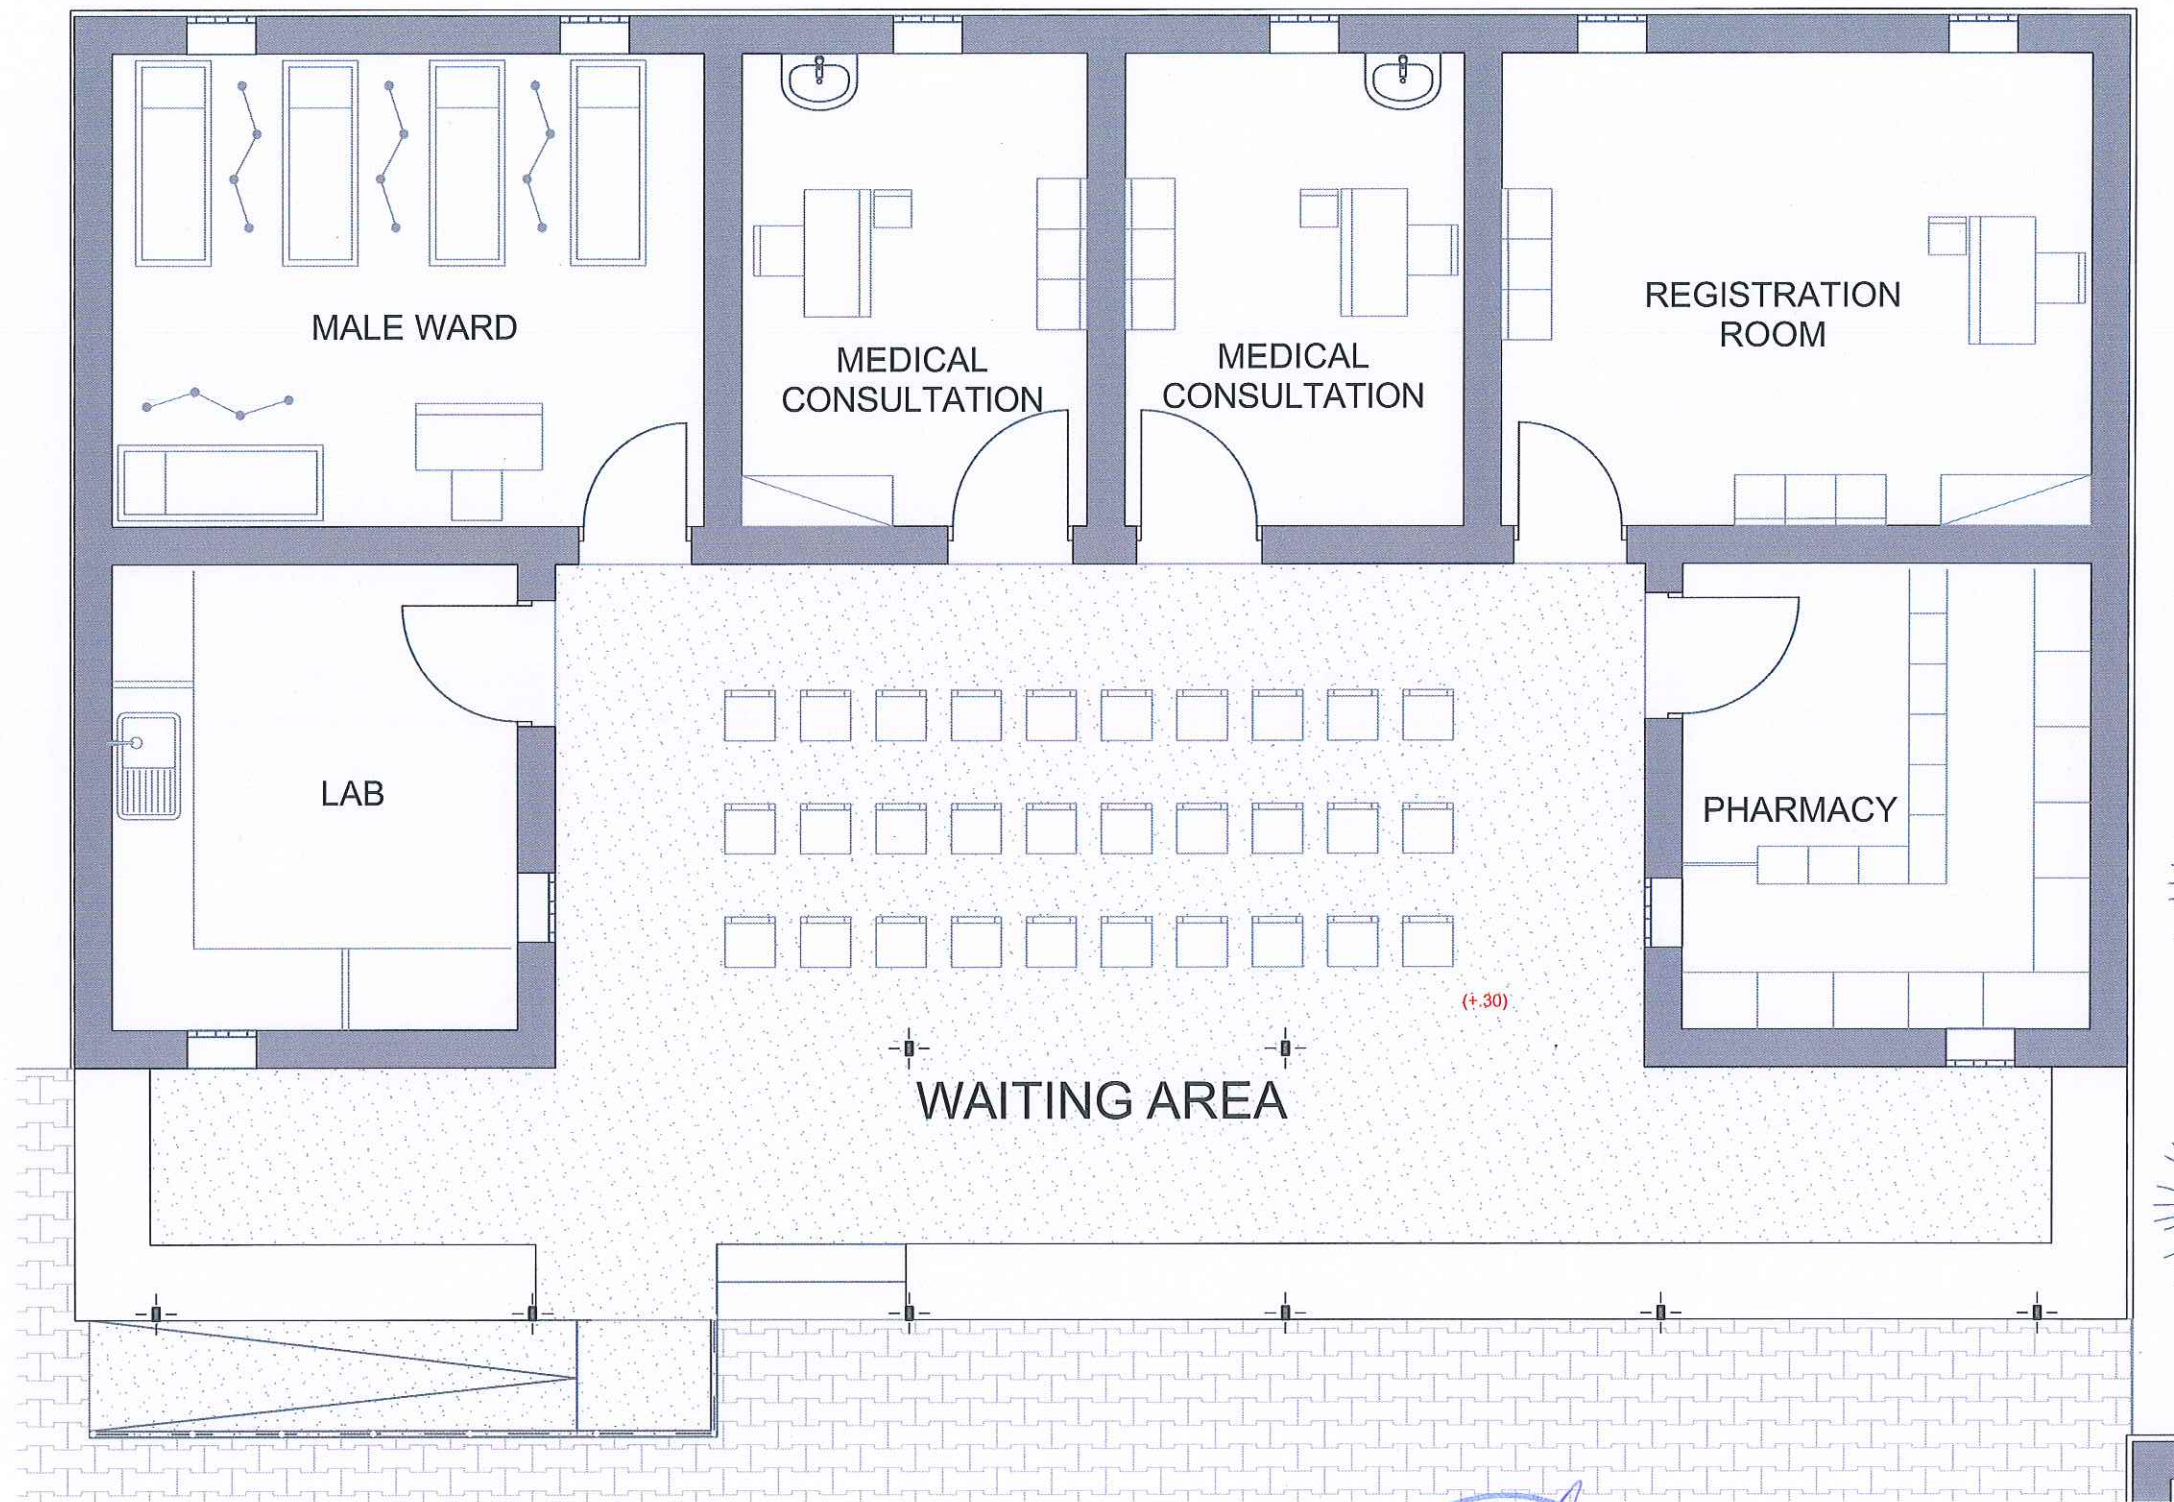 MALE WARD
MEDICAL
CONSULTATION
MEDICAL
CONSULTATION
REGISTRATION
ROOM
LAB
PHARMACY
(+.30)
WAITING AREA